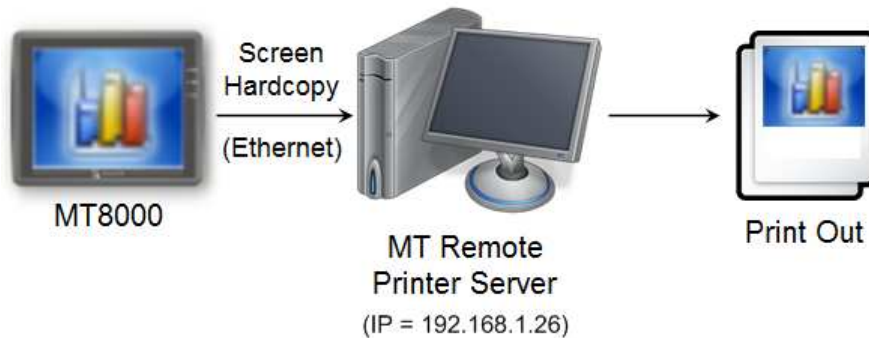 Screen
Hardcopy
(Ethernet)
MT8000
MT Remote
Printer Server
(IP = 192.168.1.26)
Print Out